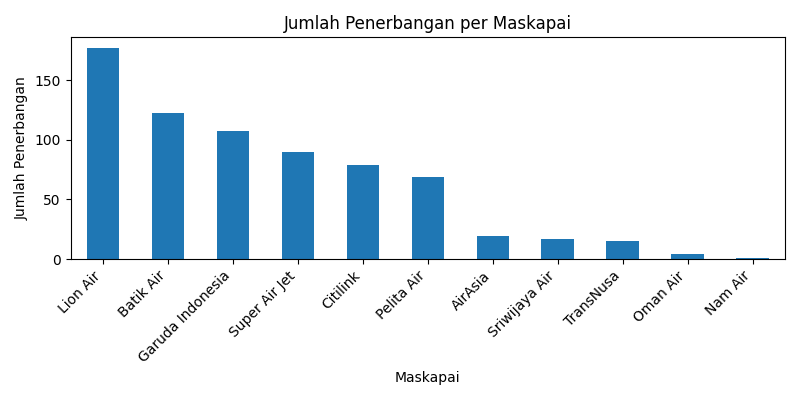 Jumlah Penerbangan per Maskapai
Jumlah Penerbangan
150
100
50
0
Lion Air
Batik Air
Garuda Indonesia
Super Air Jet
Citilink
Pelita Air
AirAsia
Sriwijaya Air
TransNusa
Oman Air
Nam Air
Maskapai